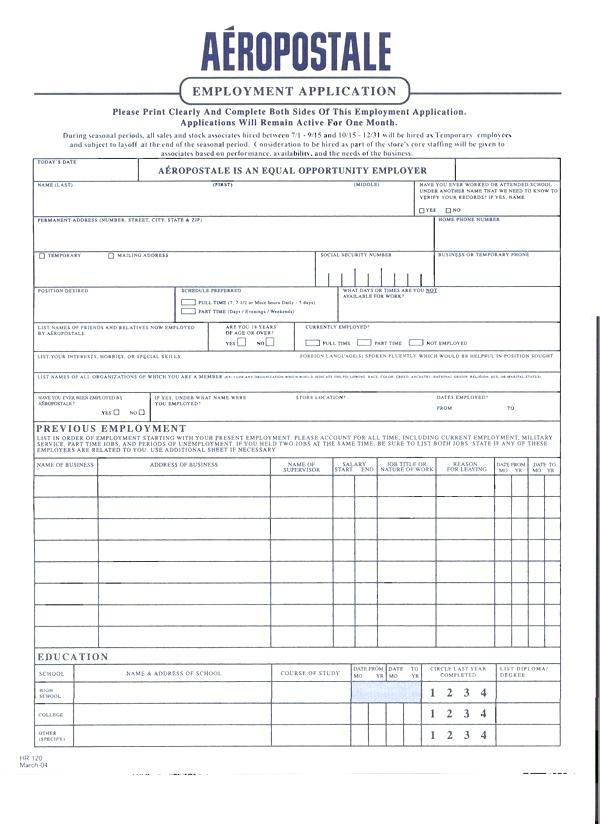 AÉROPOSTALE
EMPLOYMENT APPLICATION
Please Print Clearly And Complete Both Sides Of This Employment Application.
Applications Will Remain Active For One Month.
During seasonal periods, all sales and stock associates hired between 7/1 - 9/15 and 10/15 - 12/31 will be hired as Temporary employees
and subject to layoff at the end of the seasonal period. Consideration to be hired as part of the store's core staffing will be given to
associates based on performance, availability, and the needs of the business.
TODAY'S DATE
AÉROPOSTALE IS AN EQUAL OPPORTUNITY EMPLOYER
NAME (LAST) (FIRST) (MIDDLE)
HAVE YOU EVER WORKED OR ATTENDED SCHOOL
UNDER ANOTHER NAME THAT WE NEED TO KNOW TO
VERIFY YOUR RECORDS? IF YES, NAME.
YES NO
PERMANENT ADDRESS (NUMBER, STREET, CITY, STATE & ZIP)
HOME PHONE NUMBER
TEMPORARY MAILING ADDRESS
SOCIAL SECURITY NUMBER
BUSINESS OR TEMPORARY PHONE
POSITION DESIRED
SCHEDULE PREFERRED
FULL TIME (7, 7-1/2 or More hours Daily - 5 days)
PART TIME (Days / Evenings / Weekends)
WHAT DAYS OR TIMES ARE YOU NOT
AVAILABLE FOR WORK?
LIST NAMES OF FRIENDS AND RELATIVES NOW EMPLOYED
BY AÉROPOSTALE
ARE YOU 18 YEARS
OF AGE OR OVER?
YES NO
CURRENTLY EMPLOYED?
FULL TIME PART TIME NOT EMPLOYED
LIST YOUR INTERESTS, HOBBIES, OR SPECIAL SKILLS
FOREIGN LANGUAGE(S) SPOKEN FLUENTLY WHICH WOULD BE HELPFUL IN POSITION SOUGHT
LIST NAMES OF ALL ORGANIZATIONS OF WHICH YOU ARE A MEMBER
HAVE YOU EVER BEEN EMPLOYED BY
AÉROPOSTALE?
YES NO
IF YES, UNDER WHAT NAME WERE
YOU EMPLOYED?
STORE LOCATION?
DATES EMPLOYED?
FROM TO
PREVIOUS EMPLOYMENT
LIST IN ORDER OF EMPLOYMENT STARTING WITH YOUR PRESENT EMPLOYMENT. PLEASE ACCOUNT FOR ALL TIME, INCLUDING CURRENT EMPLOYMENT, MILITARY
SERVICE, PART TIME JOBS, AND PERIODS OF UNEMPLOYMENT. IF YOU HELD TWO JOBS AT THE SAME TIME, BE SURE TO LIST BOTH JOBS. STATE IF ANY OF THESE
EMPLOYERS ARE RELATED TO YOU. USE ADDITIONAL SHEET IF NECESSARY
NAME OF BUSINESS
ADDRESS OF BUSINESS
NAME OF
SUPERVISOR
SALARY
START END
JOB TITLE OR
NATURE OF WORK
REASON
FOR LEAVING
DATE FROM
MO YR
DATE TO
MO YR
EDUCATION
SCHOOL
NAME & ADDRESS OF SCHOOL
COURSE OF STUDY
DATE FROM
MO YR
DATE TO
MO YR
CIRCLE LAST YEAR
COMPLETED
LIST DIPLOMA/
DEGREE
HIGH
SCHOOL
1 2 3 4
COLLEGE
1 2 3 4
OTHER
(SPECIFY)
1 2 3 4
HR 120
March-04